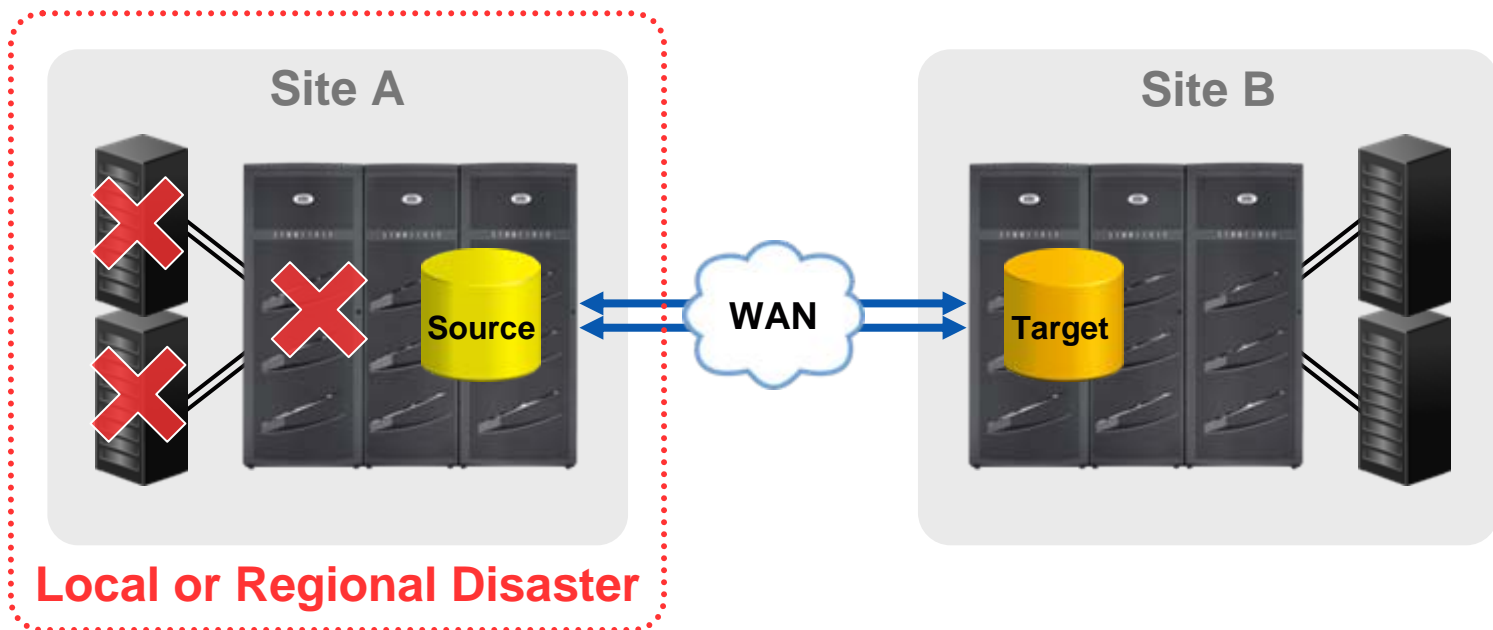 Site A
Site B
Source
WAN
Target
Local or Regional Disaster